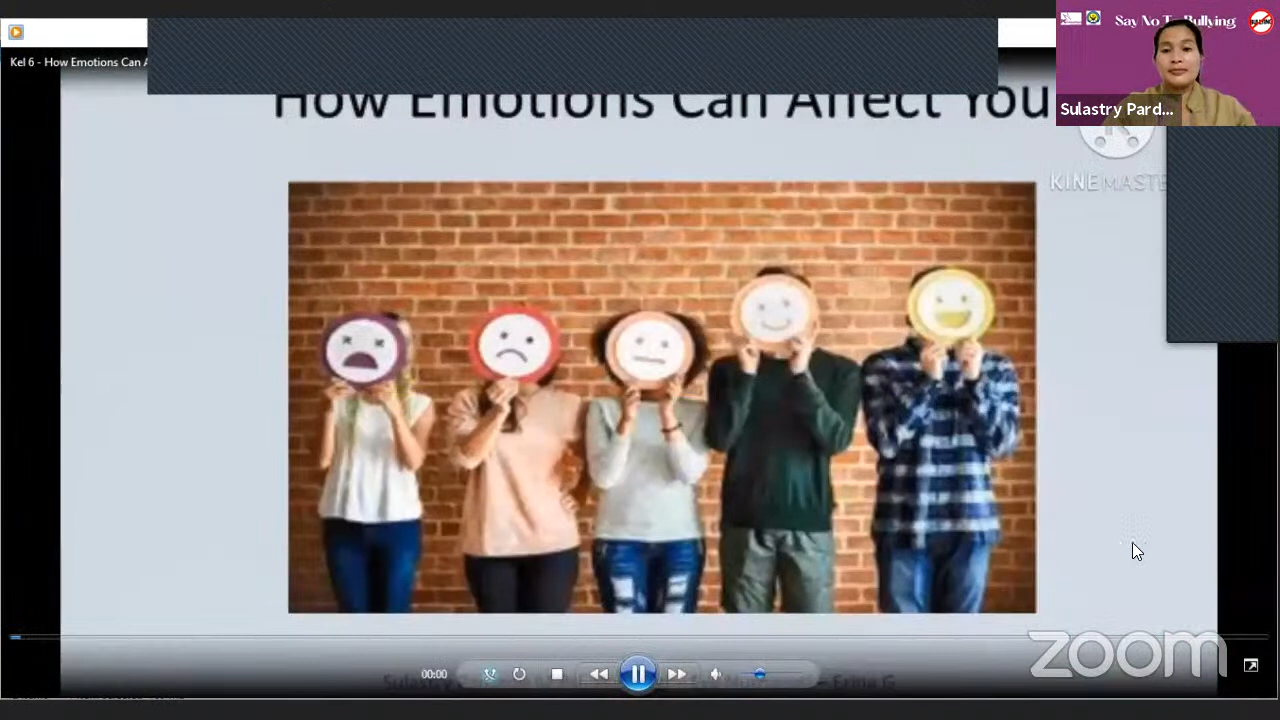 Say No To Bullying
Kel 6 - How Emotions Can A
Sulastry Pard...
How Emotions Can Affect You
KINEMASTE
00:00
zoom